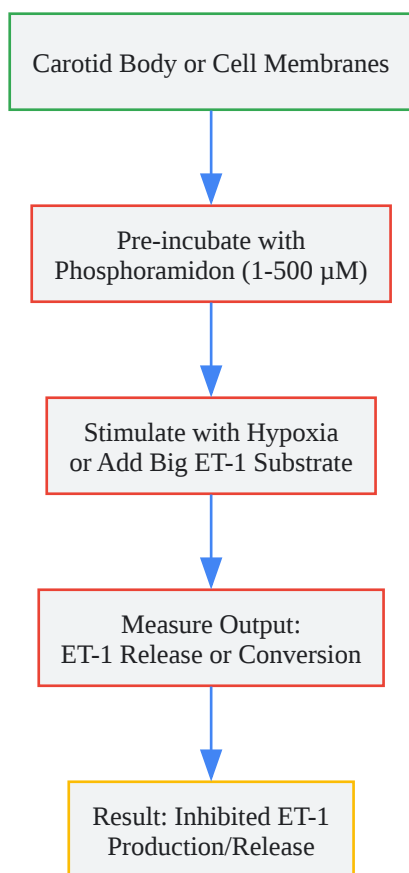 Carotid Body or Cell Membranes
Pre-incubate with
Phosphoramidon (1-500 µM)
Stimulate with Hypoxia
or Add Big ET-1 Substrate
Measure Output:
ET-1 Release or Conversion
Result: Inhibited ET-1
Production/Release